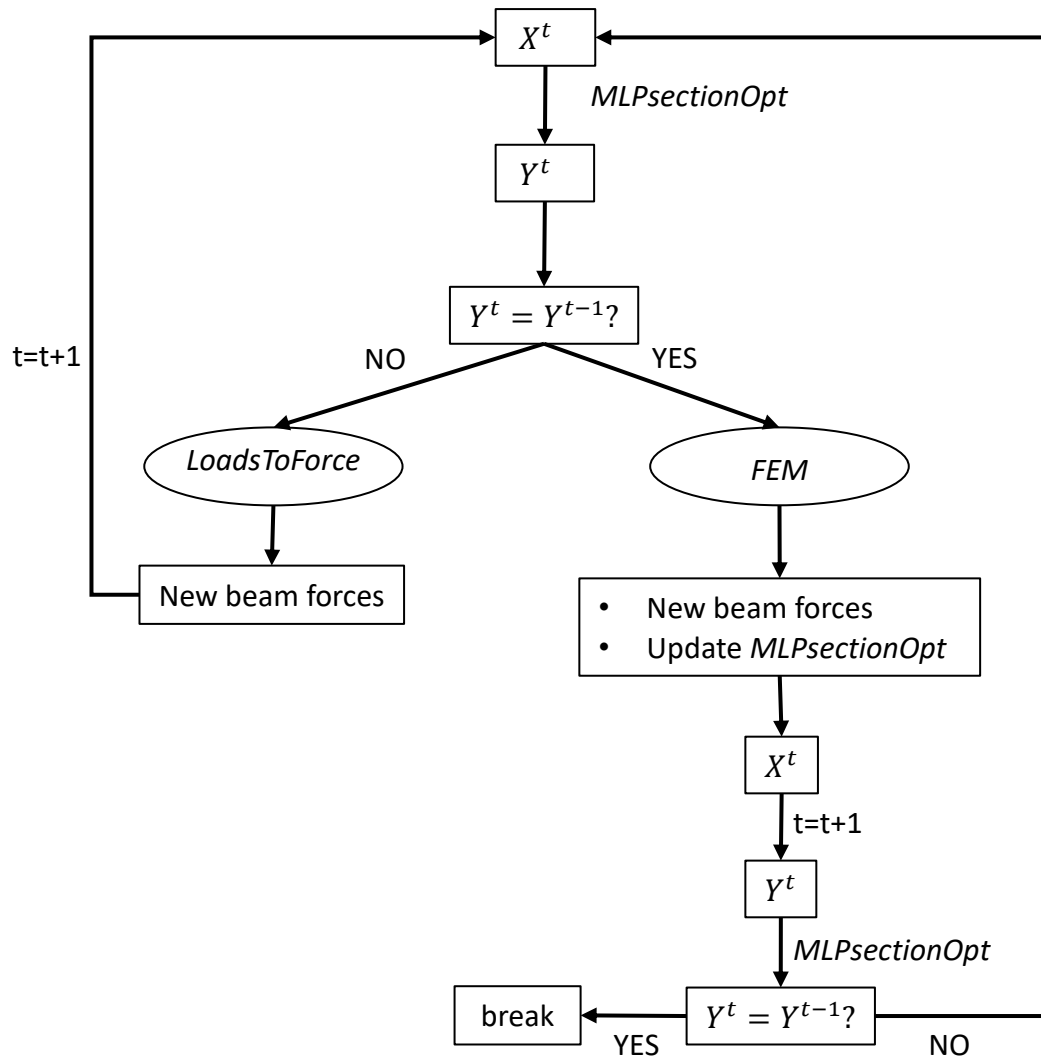 X^t
MLPsectionOpt
Y^t
Y^t = Y^{t−1}?
t=t+1
NO
YES
LoadsToForce
FEM
New beam forces
• New beam forces
• Update MLPsectionOpt
X^t
t=t+1
Y^t
MLPsectionOpt
break
YES
Y^t = Y^{t−1}?
NO